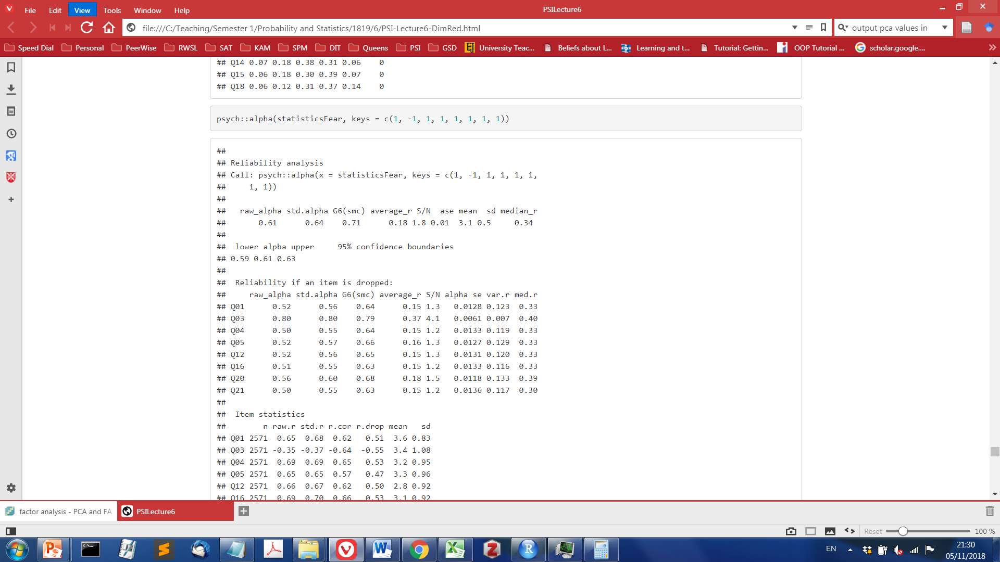 File Edit View Tools Window Help
PSILecture6
file:///C:/Teaching/Semester 1/Probability and Statistics/1819/6/PSI-Lecture6-DimRed.html
output pca values in
Speed Dial Personal PeerWise RWSL SAT KAM SPM DIT Queens PSI GSD University Teac... Beliefs about L... Learning and t... Tutorial: Gettin... OOP Tutorial ... scholar.google....
## Q14 0.07 0.18 0.38 0.31 0.06    0
## Q15 0.06 0.18 0.30 0.39 0.07    0
## Q18 0.06 0.12 0.31 0.37 0.14    0
psych::alpha(statisticsFear, keys = c(1, -1, 1, 1, 1, 1, 1, 1))
##
## Reliability analysis
## Call: psych::alpha(x = statisticsFear, keys = c(1, -1, 1, 1, 1, 1,
##     1, 1))
##
##   raw_alpha std.alpha G6(smc) average_r S/N  ase mean  sd median_r
##       0.61      0.64    0.71      0.18 1.8 0.01  3.1 0.5     0.34
##
##  lower alpha upper     95% confidence boundaries
## 0.59 0.61 0.63
##
##  Reliability if an item is dropped:
##     raw_alpha std.alpha G6(smc) average_r S/N alpha se var.r med.r
## Q01      0.52      0.56    0.64      0.15 1.3   0.0128 0.123  0.33
## Q03      0.80      0.80    0.79      0.37 4.1   0.0061 0.007  0.40
## Q04      0.50      0.55    0.64      0.15 1.2   0.0133 0.119  0.33
## Q05      0.52      0.57    0.66      0.16 1.3   0.0127 0.129  0.33
## Q12      0.52      0.56    0.65      0.15 1.3   0.0131 0.120  0.33
## Q16      0.51      0.55    0.63      0.15 1.2   0.0133 0.116  0.33
## Q20      0.56      0.60    0.68      0.18 1.5   0.0118 0.133  0.39
## Q21      0.50      0.55    0.63      0.15 1.2   0.0136 0.117  0.30
##
##  Item statistics
##        n raw.r std.r r.cor r.drop mean   sd
## Q01 2571  0.65  0.68  0.62   0.51  3.6 0.83
## Q03 2571 -0.35 -0.37 -0.64  -0.55  3.4 1.08
## Q04 2571  0.69  0.69  0.65   0.53  3.2 0.95
## Q05 2571  0.65  0.65  0.57   0.47  3.3 0.96
## Q12 2571  0.66  0.67  0.62   0.50  2.8 0.92
## Q16 2571  0.69  0.70  0.66   0.53  3.1 0.92
factor analysis - PCA and FA
PSILecture6
Reset 100 %
EN
21:30
05/11/2018